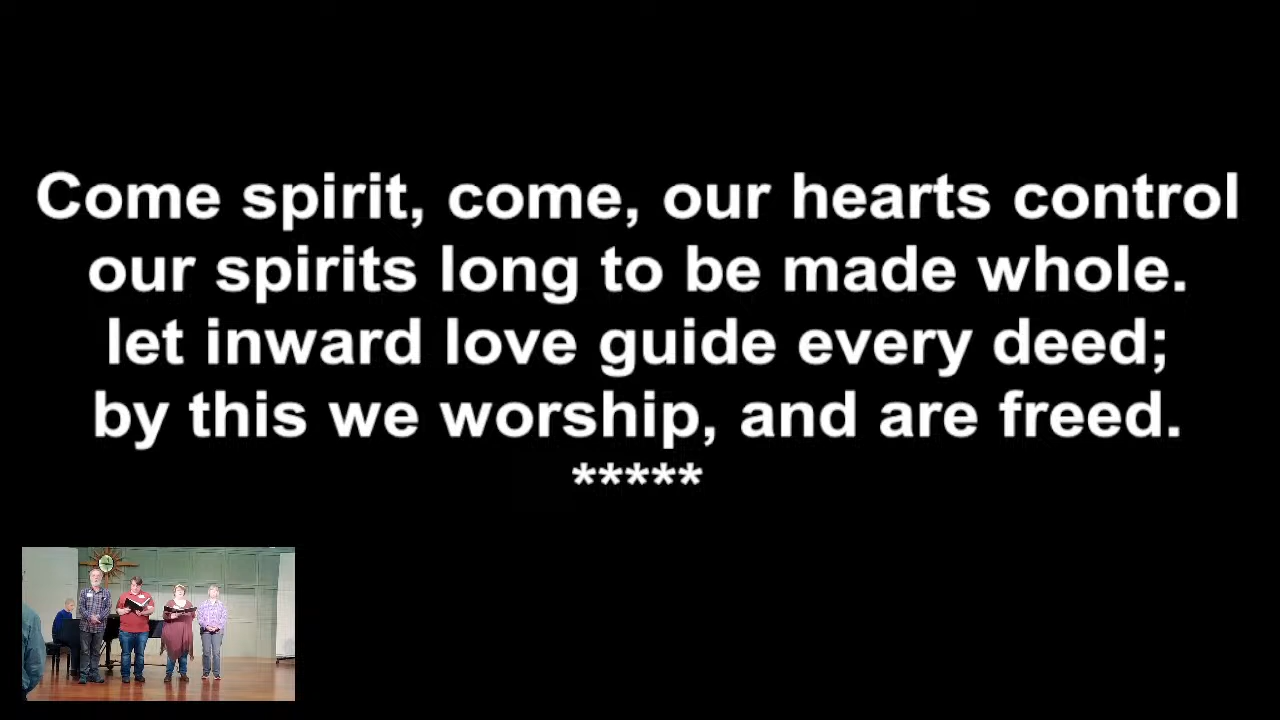 Come spirit, come, our hearts control
our spirits long to be made whole.
let inward love guide every deed;
by this we worship, and are freed.
*****